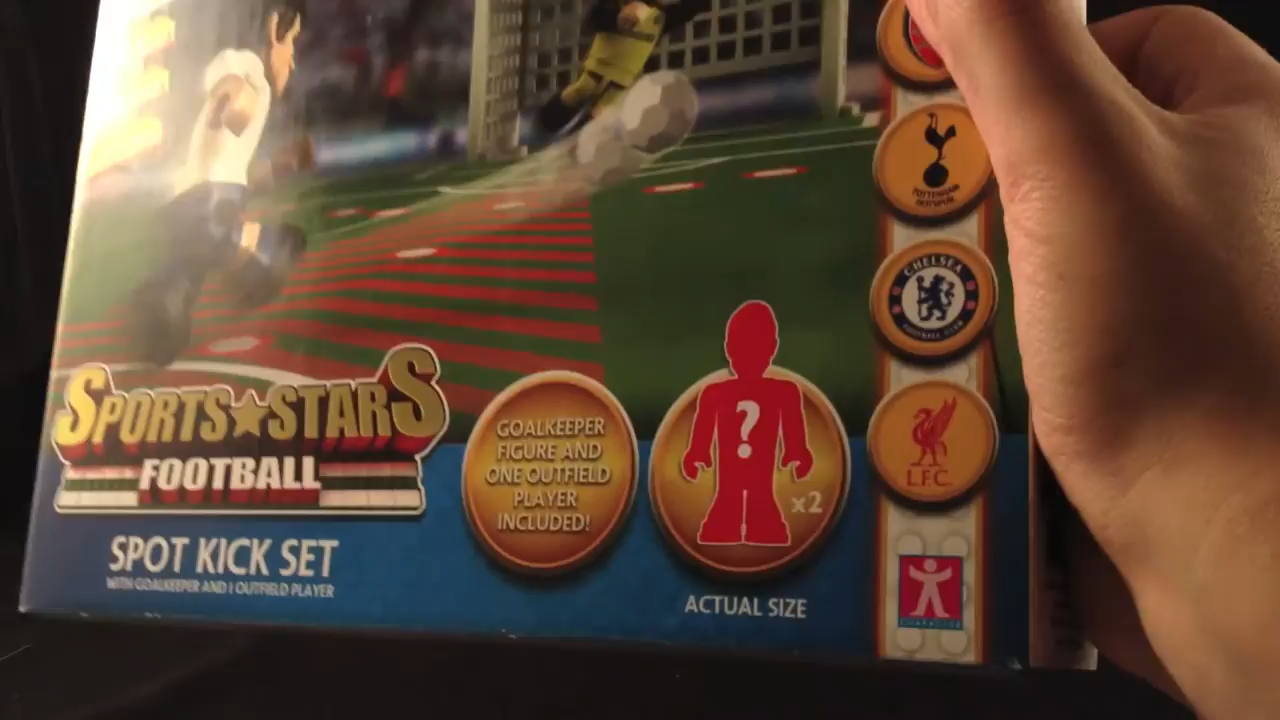 TOTTENHAM
HOTSPUR
CHELSEA
FOOTBALL CLUB
L.F.C.
SPORTS STARS
FOOTBALL
GOALKEEPER
FIGURE AND
ONE OUTFIELD
PLAYER
INCLUDED!
?
x2
SPOT KICK SET
WITH GOALKEEPER AND 1 OUTFIELD PLAYER
ACTUAL SIZE
CHARACTER